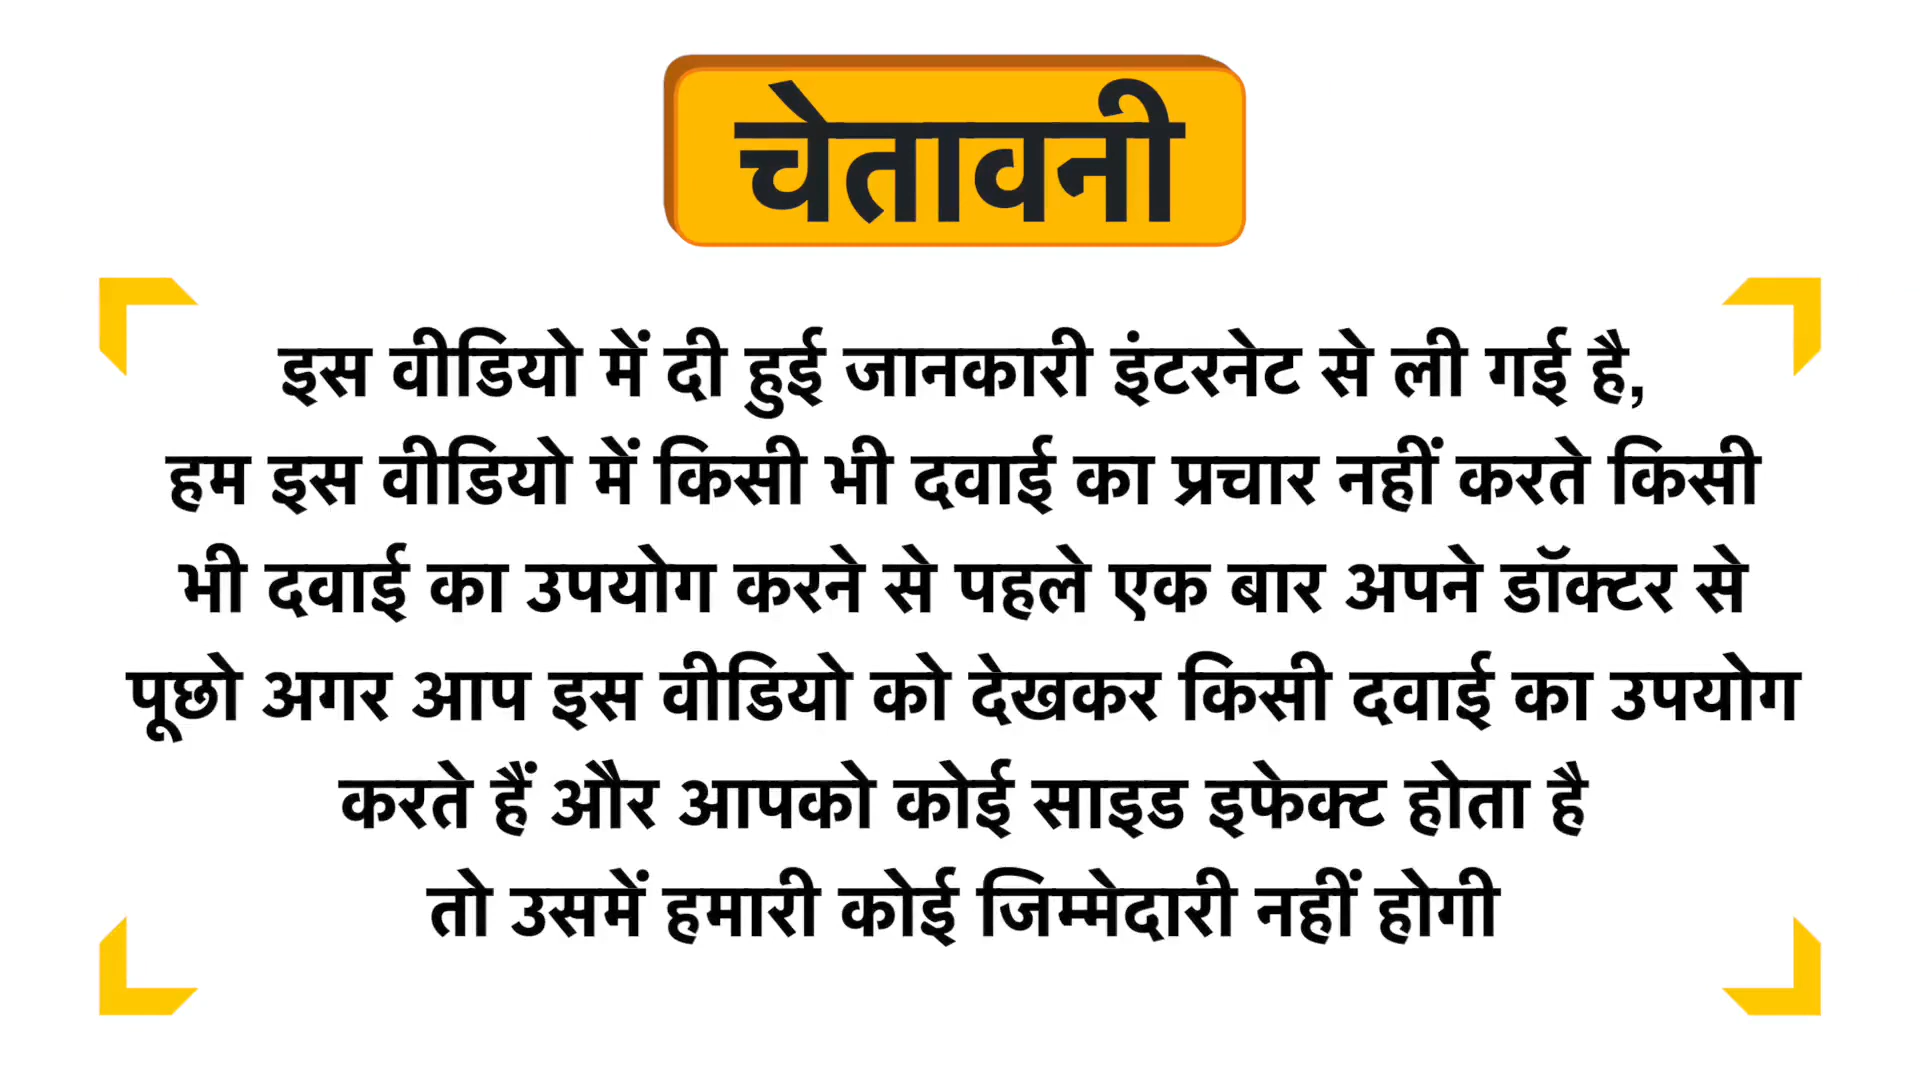 चेतावनी
इस वीडियो में दी हुई जानकारी इंटरनेट से ली गई है,
हम इस वीडियो में किसी भी दवाई का प्रचार नहीं करते किसी
भी दवाई का उपयोग करने से पहले एक बार अपने डॉक्टर से
पूछो अगर आप इस वीडियो को देखकर किसी दवाई का उपयोग
करते हैं और आपको कोई साइड इफेक्ट होता है
तो उसमें हमारी कोई जिम्मेदारी नहीं होगी